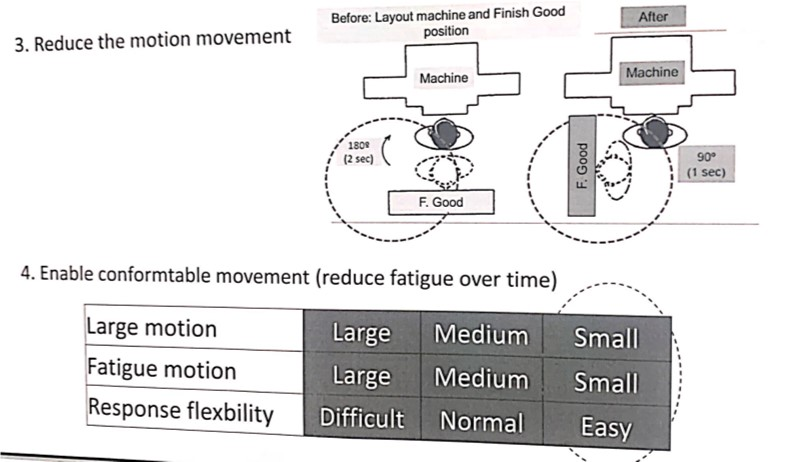 3. Reduce the motion movement
Before: Layout machine and Finish Good
position
After
Machine
Machine
180º
(2 sec)
F. Good
F. Good
90º
(1 sec)
4. Enable conformtable movement (reduce fatigue over time)
Large motion Large Medium Small
Fatigue motion Large Medium Small
Response flexbility Difficult Normal Easy